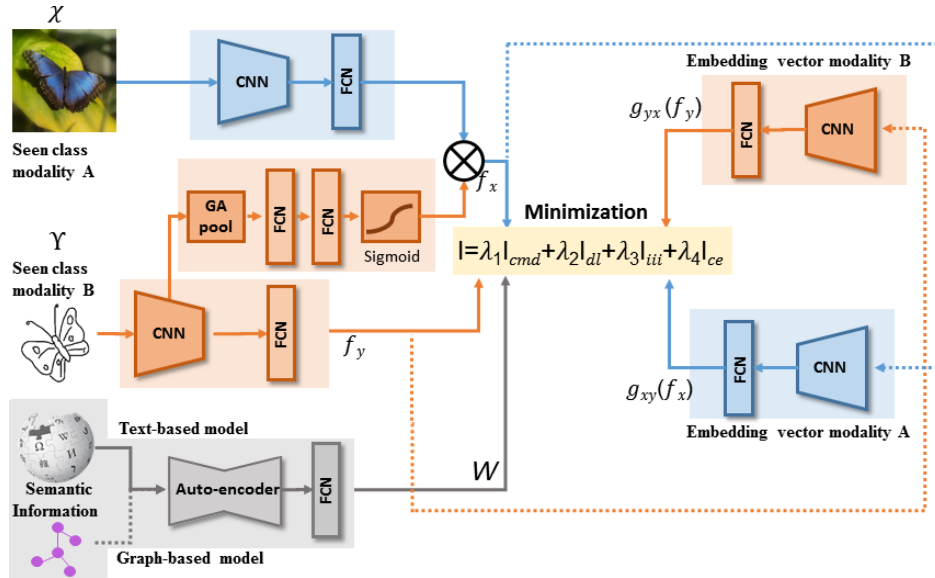 χ
CNN
FCN
Seen class
modality A
f_x
GA
pool
FCN
FCN
Sigmoid
ϒ
Seen class
modality B
CNN
FCN
f_y
Minimization
l=λ₁l_cmd+λ₂l_dl+λ₃l_iii+λ₄l_ce
Embedding vector modality B
g_yx(f_y)
FCN
CNN
g_xy(f_x)
FCN
CNN
Embedding vector modality A
Text-based model
Ω
W
И
Semantic
Information
Auto-encoder
FCN
W
Graph-based model